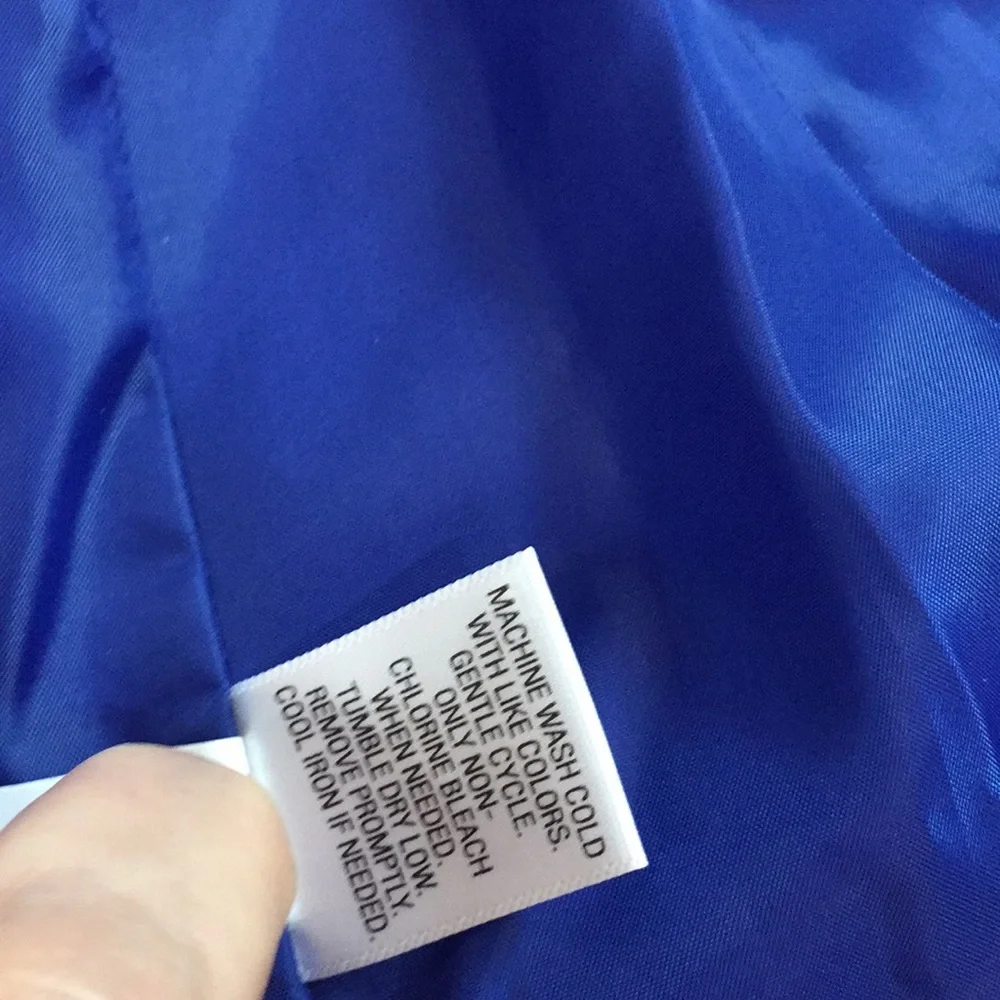 MACHINE WASH COLD
WITH LIKE COLORS.
GENTLE CYCLE.
ONLY NON-
CHLORINE BLEACH
WHEN NEEDED.
TUMBLE DRY LOW.
REMOVE PROMPTLY.
COOL IRON IF NEEDED.